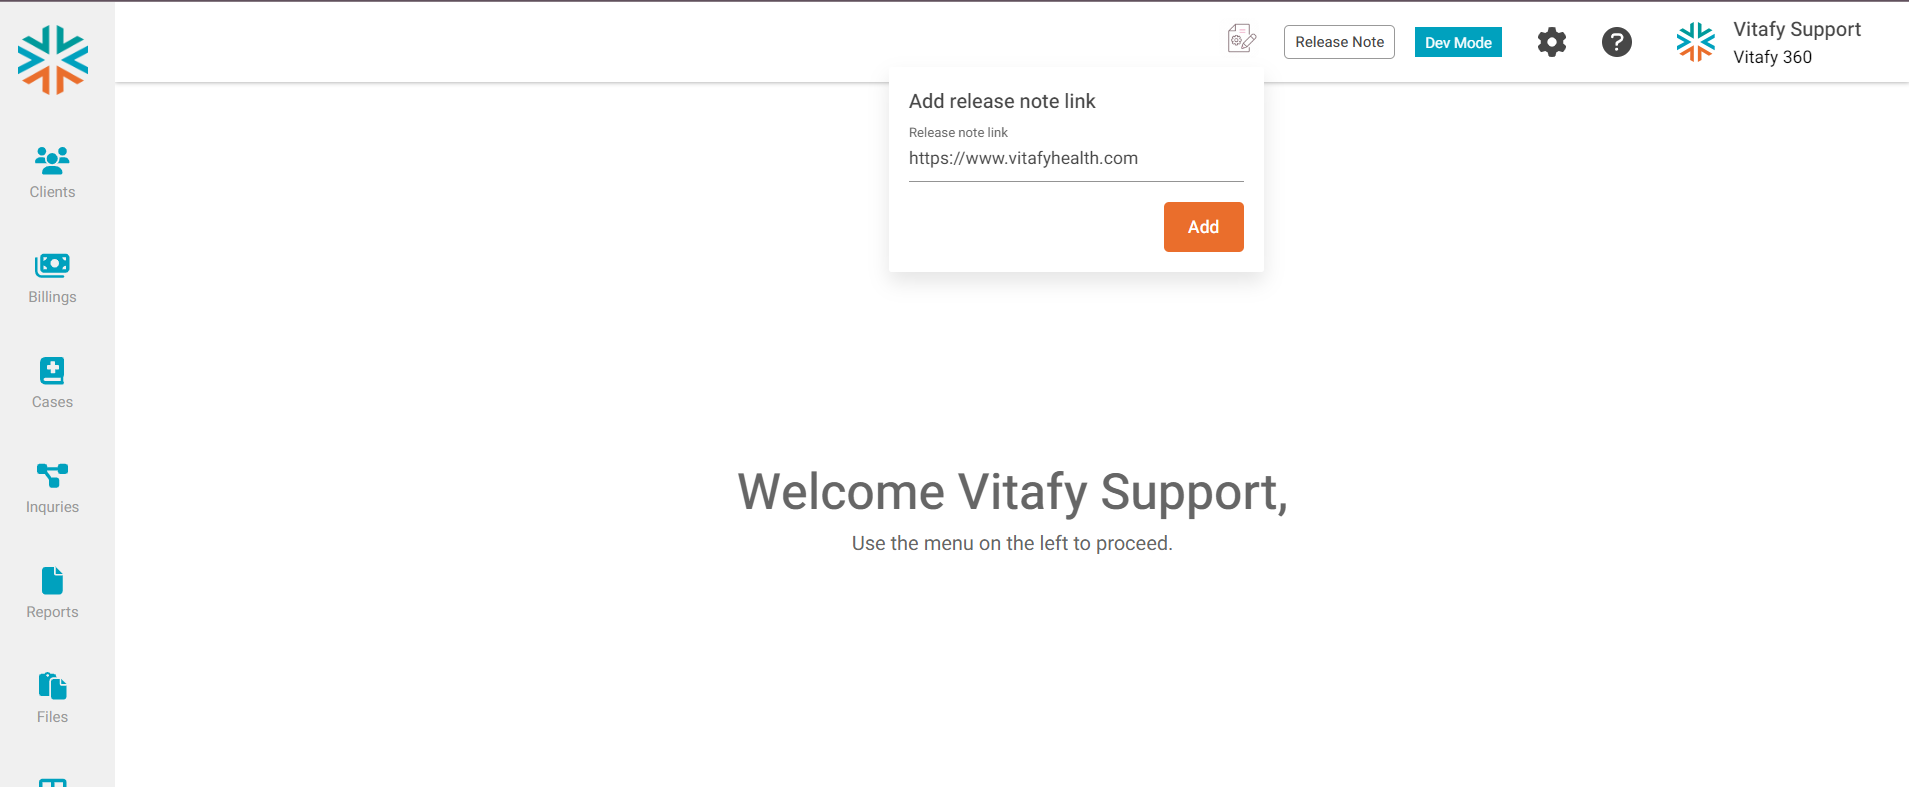 Release Note
Dev Mode
?
Vitafy Support
Vitafy 360
Add release note link
Release note link
https://www.vitafyhealth.com
Add
Clients
Billings
Cases
Inquries
Reports
Files
Welcome Vitafy Support,
Use the menu on the left to proceed.